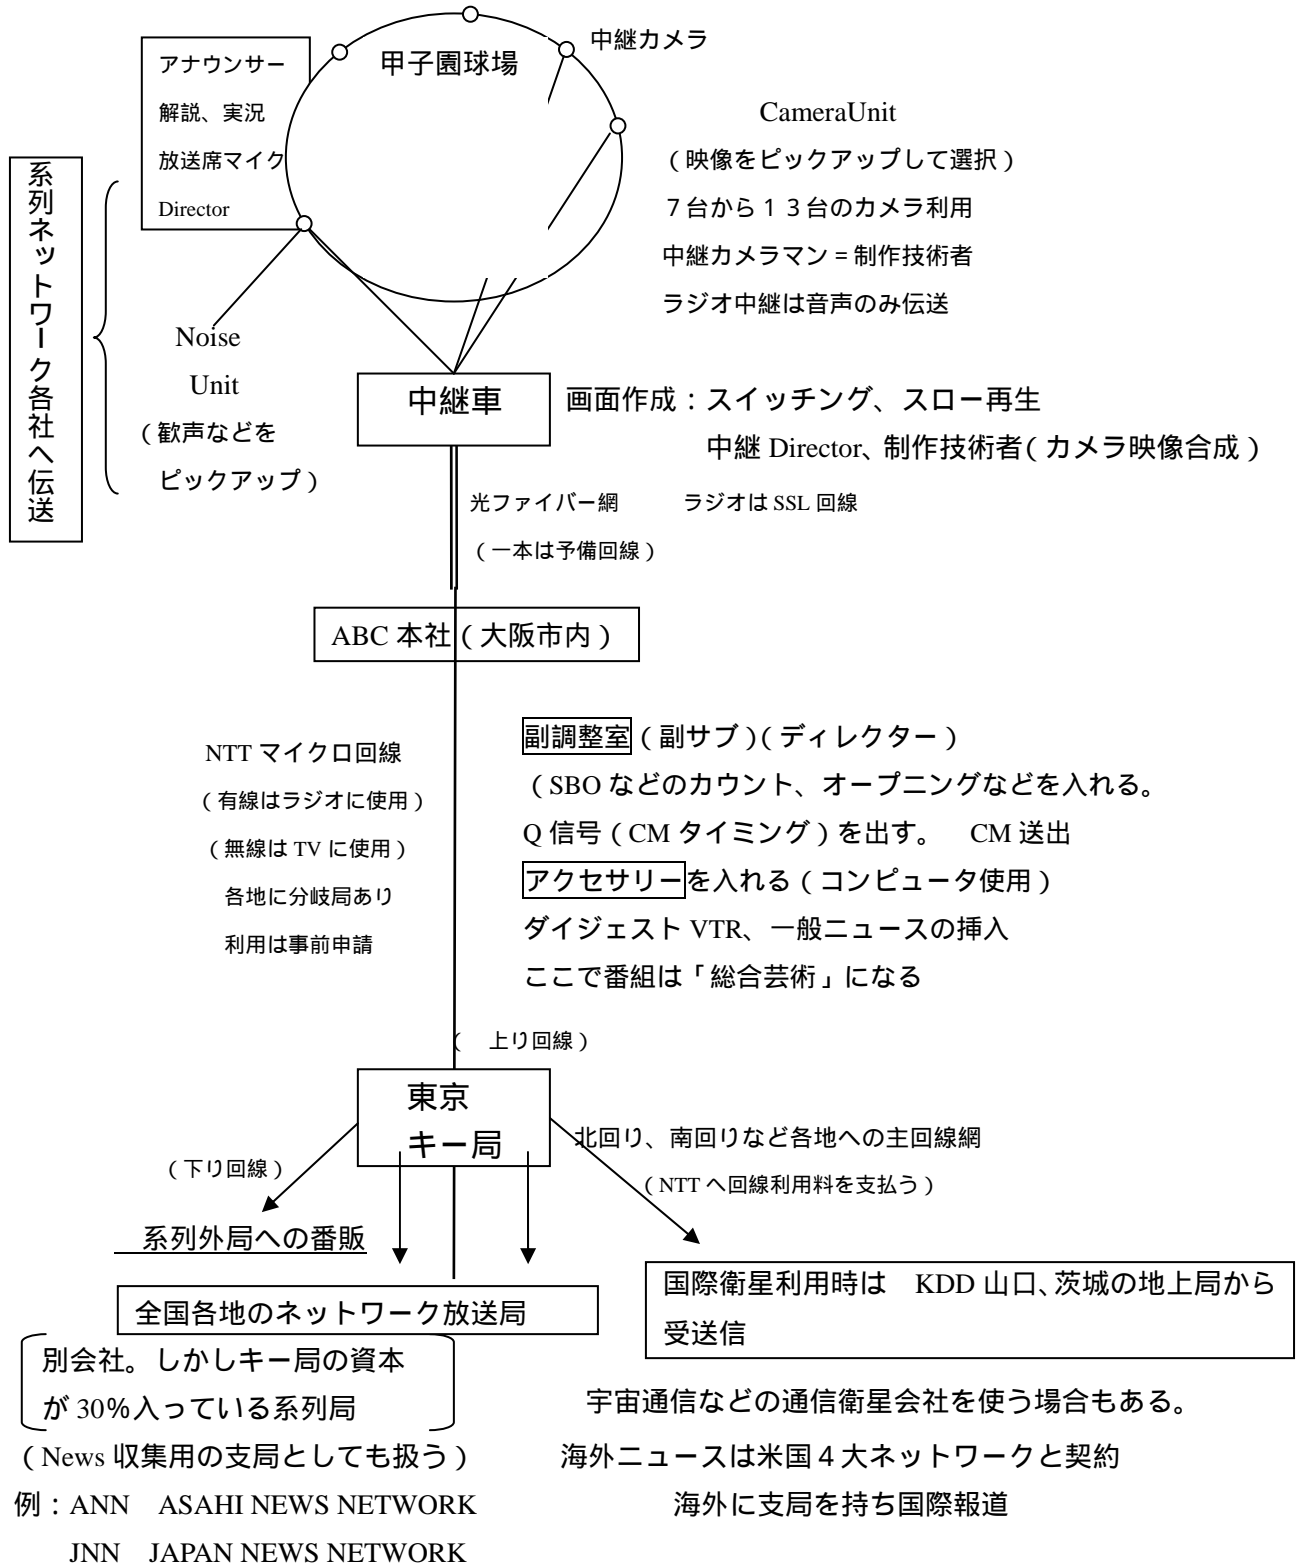 甲子園球場
中継カメラ
アナウンサー
解説、実況
放送席マイク
Director
CameraUnit
（映像をピックアップして選択）
７台から１３台のカメラ利用
中継カメラマン＝制作技術者
ラジオ中継は音声のみ伝送
系列ネットワーク各社へ伝送
Noise
Unit
（歓声などを
ピックアップ）
中継車
画面作成：スイッチング、スロー再生
中継 Director、制作技術者（カメラ映像合成）
光ファイバー網　　ラジオは SSL 回線
（一本は予備回線）
ABC 本社（大阪市内）
NTT マイクロ回線
（有線はラジオに使用）
（無線は TV に使用）
各地に分岐局あり
利用は事前申請
副調整室（副サブ）（ディレクター）
（SBO などのカウント、オープニングなどを入れる。
Q 信号（CM タイミング）を出す。　CM 送出
アクセサリーを入れる（コンピュータ使用）
ダイジェスト VTR、一般ニュースの挿入
ここで番組は「総合芸術」になる
（　上り回線）
東京
キー局
北回り、南回りなど各地への主回線網
（NTT へ回線利用料を支払う）
（下り回線）
系列外局への番販
全国各地のネットワーク放送局
国際衛星利用時は　KDD 山口、茨城の地上局から
受送信
別会社。しかしキー局の資本
が 30%入っている系列局
（News 収集用の支局としても扱う）
例：ANN　ASAHI NEWS NETWORK
JNN　JAPAN NEWS NETWORK
宇宙通信などの通信衛星会社を使う場合もある。
海外ニュースは米国４大ネットワークと契約
海外に支局を持ち国際報道